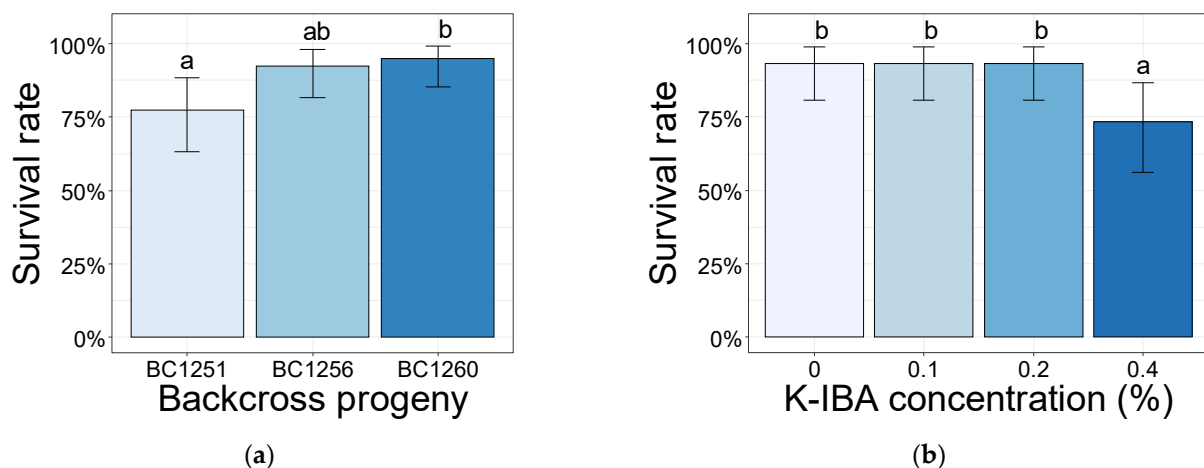 a
ab
b
100%
75%
50%
25%
0%
Survival rate
BC1251
BC1256
BC1260
Backcross progeny
(a)
b
b
b
a
100%
75%
50%
25%
0%
Survival rate
0
0.1
0.2
0.4
K-IBA concentration (%)
(b)